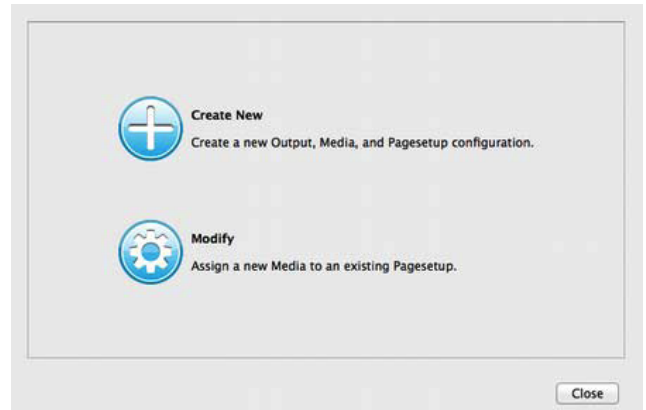 Create New
Create a new Output, Media, and Pagesetup configuration.
Modify
Assign a new Media to an existing Pagesetup.
Close